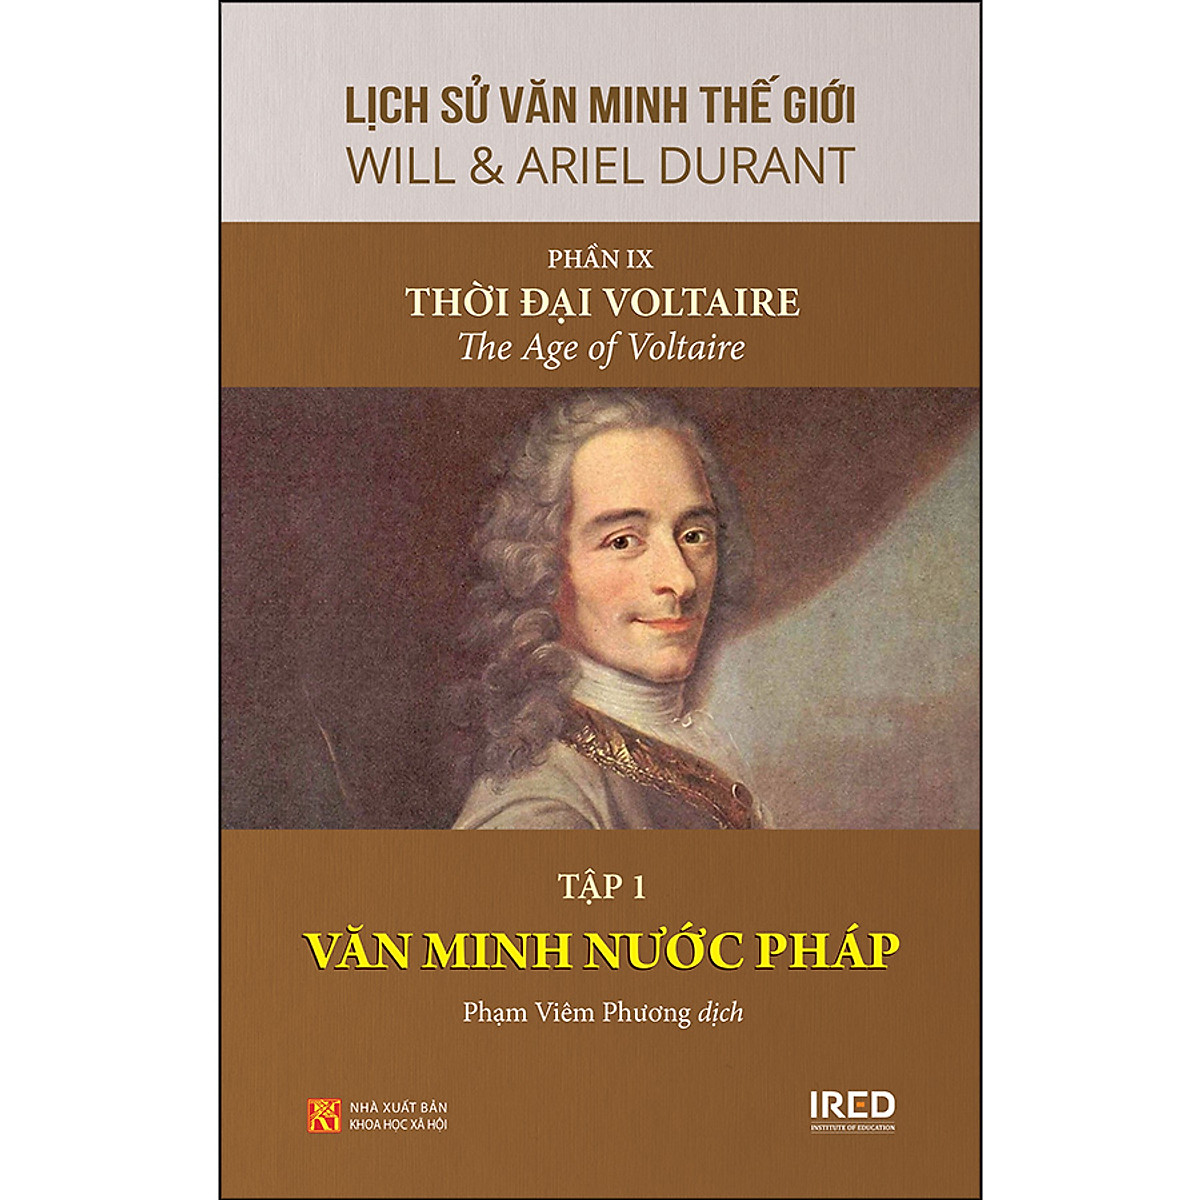 LỊCH SỬ VĂN MINH THẾ GIỚI
WILL & ARIEL DURANT
PHẦN IX
THỜI ĐẠI VOLTAIRE
The Age of Voltaire
TẬP 1
VĂN MINH NƯỚC PHÁP
Phạm Viêm Phương dịch
NHÀ XUẤT BẢN
KHOA HỌC XÃ HỘI
IRED
INSTITUTE OF EDUCATION